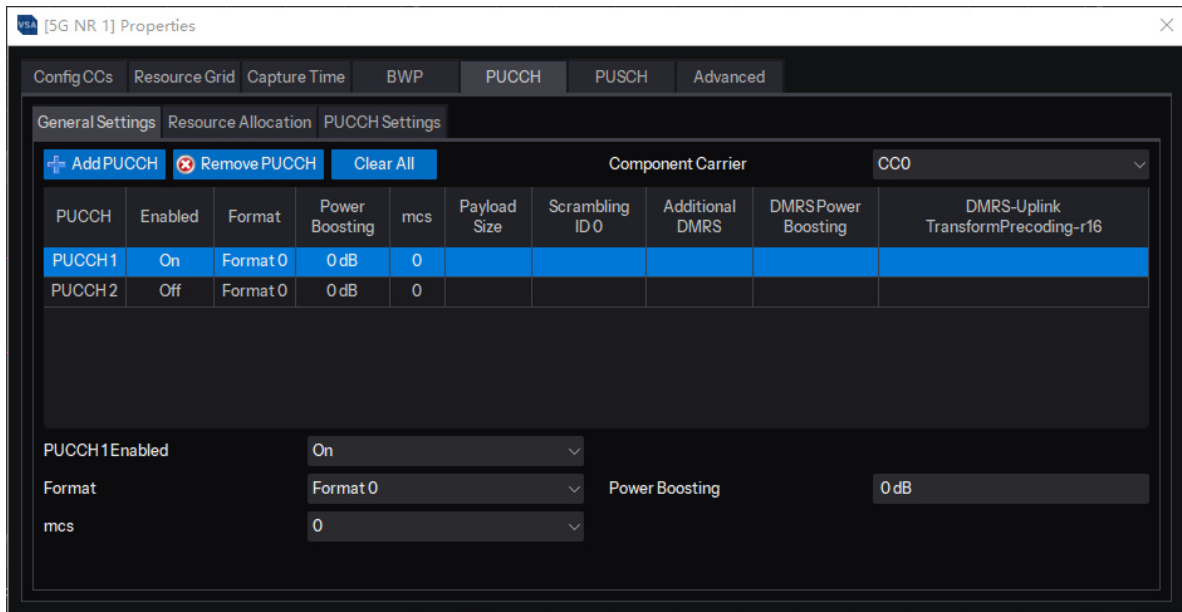 VSA [5G NR 1] Properties
Config CCs Resource Grid Capture Time BWP PUCCH PUSCH Advanced
General Settings Resource Allocation PUCCH Settings
Add PUCCH Remove PUCCH Clear All Component Carrier CC0
PUCCH Enabled Format Power Boosting mcs Payload Size Scrambling ID 0 Additional DMRS DMRS Power Boosting DMRS-Uplink TransformPrecoding-r16
PUCCH 1 On Format 0 0 dB 0
PUCCH 2 Off Format 0 0 dB 0
PUCCH 1 Enabled On
Format Format 0 Power Boosting 0 dB
mcs 0